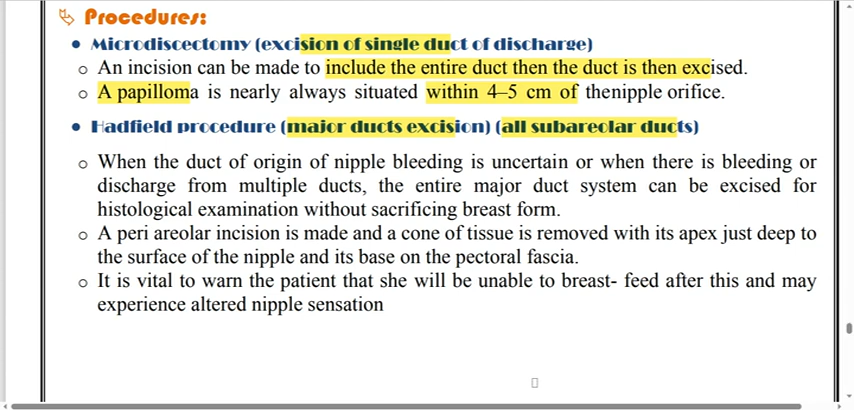 Procedures:
• Microdiscectomy (excision of single duct of discharge)
o An incision can be made to include the entire duct then the duct is then excised.
o A papilloma is nearly always situated within 4–5 cm of thenipple orifice.
• Hadfield procedure (major ducts excision) (all subareolar ducts)
o When the duct of origin of nipple bleeding is uncertain or when there is bleeding or
discharge from multiple ducts, the entire major duct system can be excised for
histological examination without sacrificing breast form.
o A peri areolar incision is made and a cone of tissue is removed with its apex just deep to
the surface of the nipple and its base on the pectoral fascia.
o It is vital to warn the patient that she will be unable to breast- feed after this and may
experience altered nipple sensation